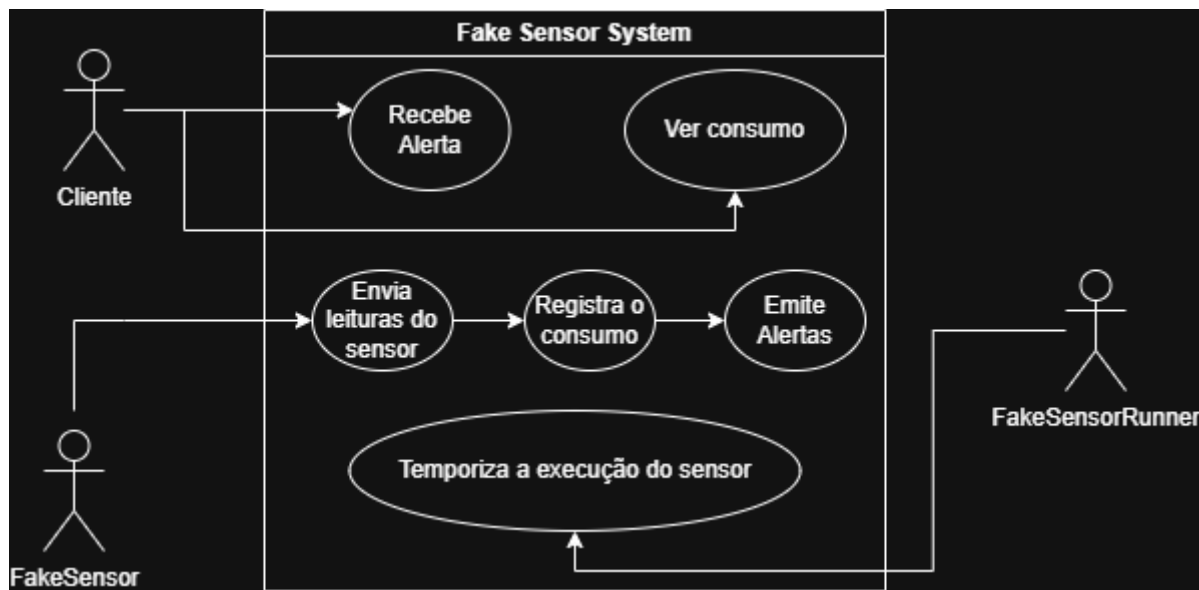 Fake Sensor System
Recebe
Alerta
Ver consumo
Cliente
Envia
leituras do
sensor
Registra o
consumo
Emite
Alertas
FakeSensorRunner
Temporiza a execução do sensor
FakeSensor